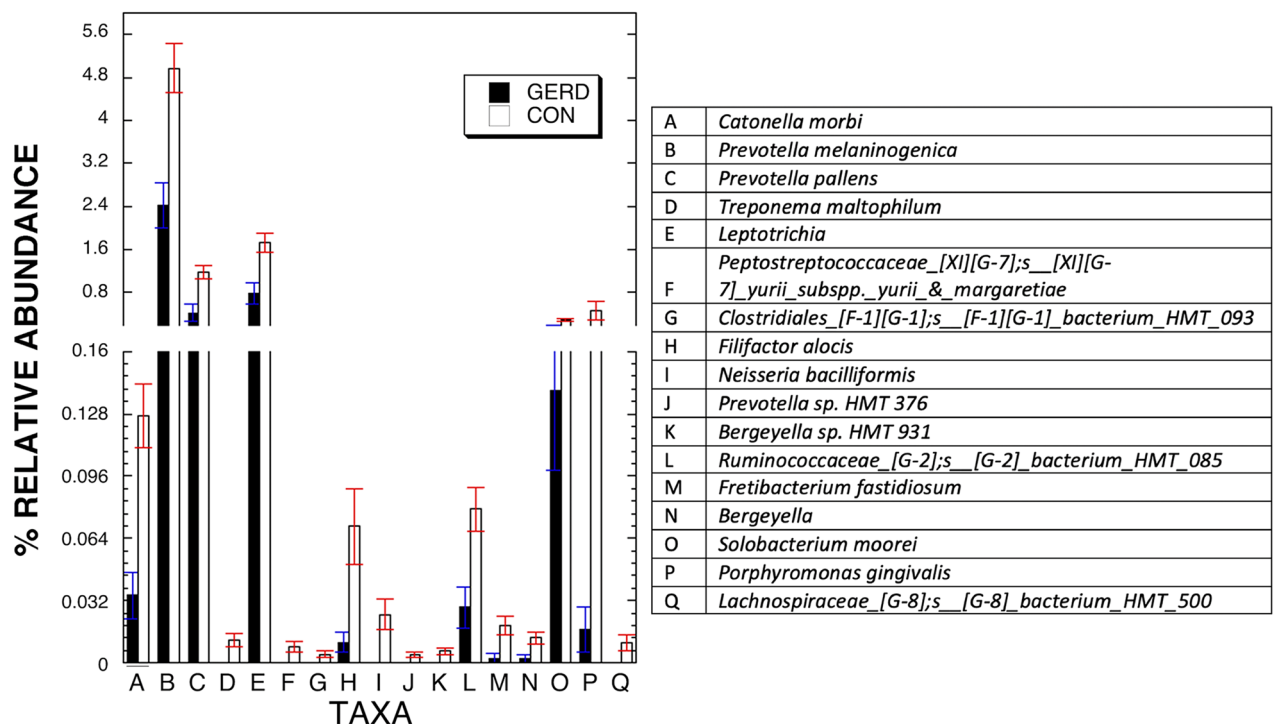 % RELATIVE ABUNDANCE
5.6
4.8
4
3.2
2.4
1.6
0.8
0.16
0.128
0.096
0.064
0.032
0
GERD
CON
A B C D E F G H I J K L M N O P Q
TAXA
A Catonella morbi
B Prevotella melaninogenica
C Prevotella pallens
D Treponema maltophilum
E Leptotrichia
Peptostreptococcaceae_[XI][G-7];s__[XI][G-
F 7]_yurii_subspp._yurii_&_margaretiae
G Clostridiales_[F-1][G-1];s__[F-1][G-1]_bacterium_HMT_093
H Filifactor alocis
I Neisseria bacilliformis
J Prevotella sp. HMT 376
K Bergeyella sp. HMT 931
L Ruminococcaceae_[G-2];s__[G-2]_bacterium_HMT_085
M Fretibacterium fastidiosum
N Bergeyella
O Solobacterium moorei
P Porphyromonas gingivalis
Q Lachnospiraceae_[G-8];s__[G-8]_bacterium_HMT_500